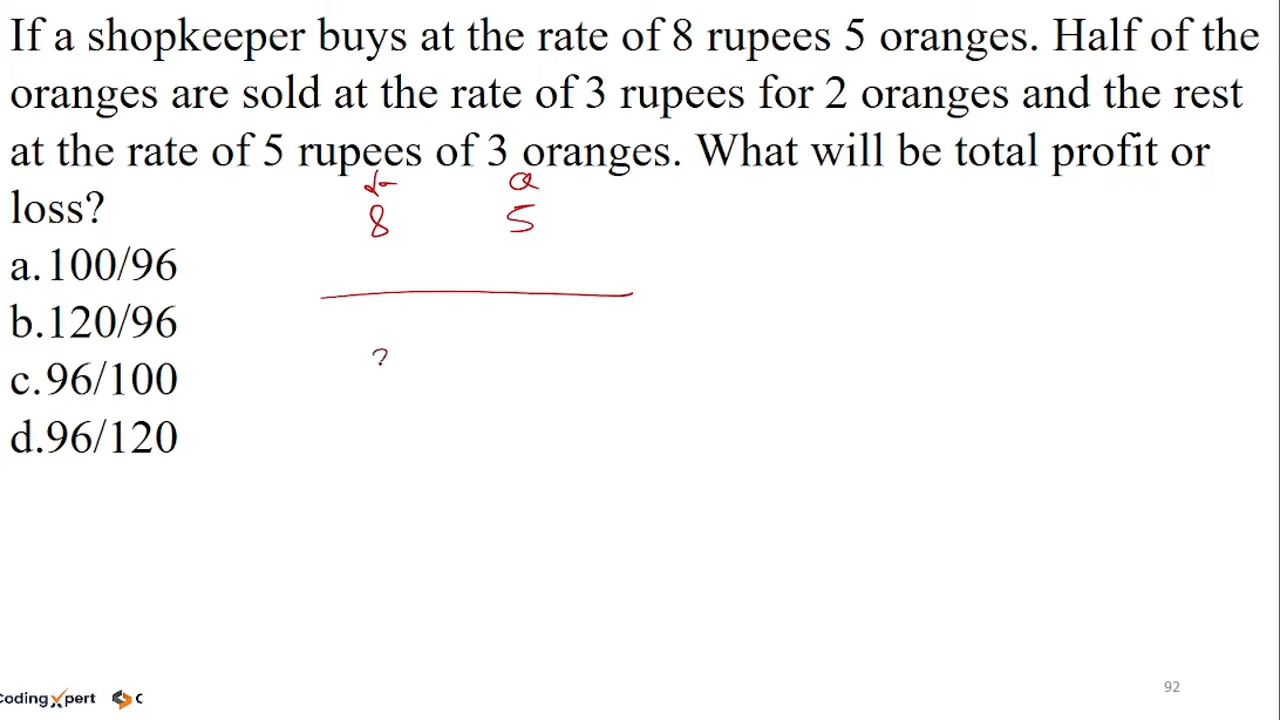 If a shopkeeper buys at the rate of 8 rupees 5 oranges. Half of the
oranges are sold at the rate of 3 rupees for 2 oranges and the rest
at the rate of 5 rupees of 3 oranges. What will be total profit or
loss?
8 5
a.100/96
b.120/96
?
c.96/100
d.96/120
92
CodingXpert